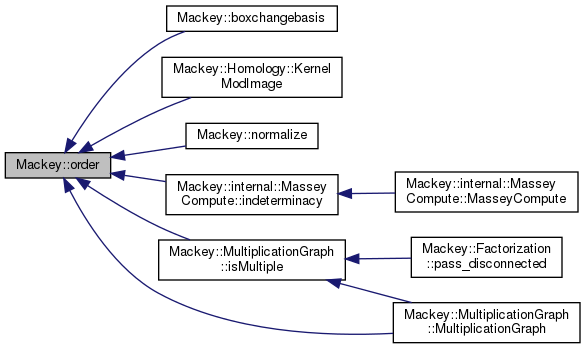 Mackey::boxchangebasis
Mackey::Homology::Kernel
ModImage
Mackey::normalize
Mackey::order
Mackey::internal::Massey
Compute::indeterminacy
Mackey::internal::Massey
Compute::MasseyCompute
Mackey::MultiplicationGraph
::isMultiple
Mackey::Factorization
::pass_disconnected
Mackey::MultiplicationGraph
::MultiplicationGraph